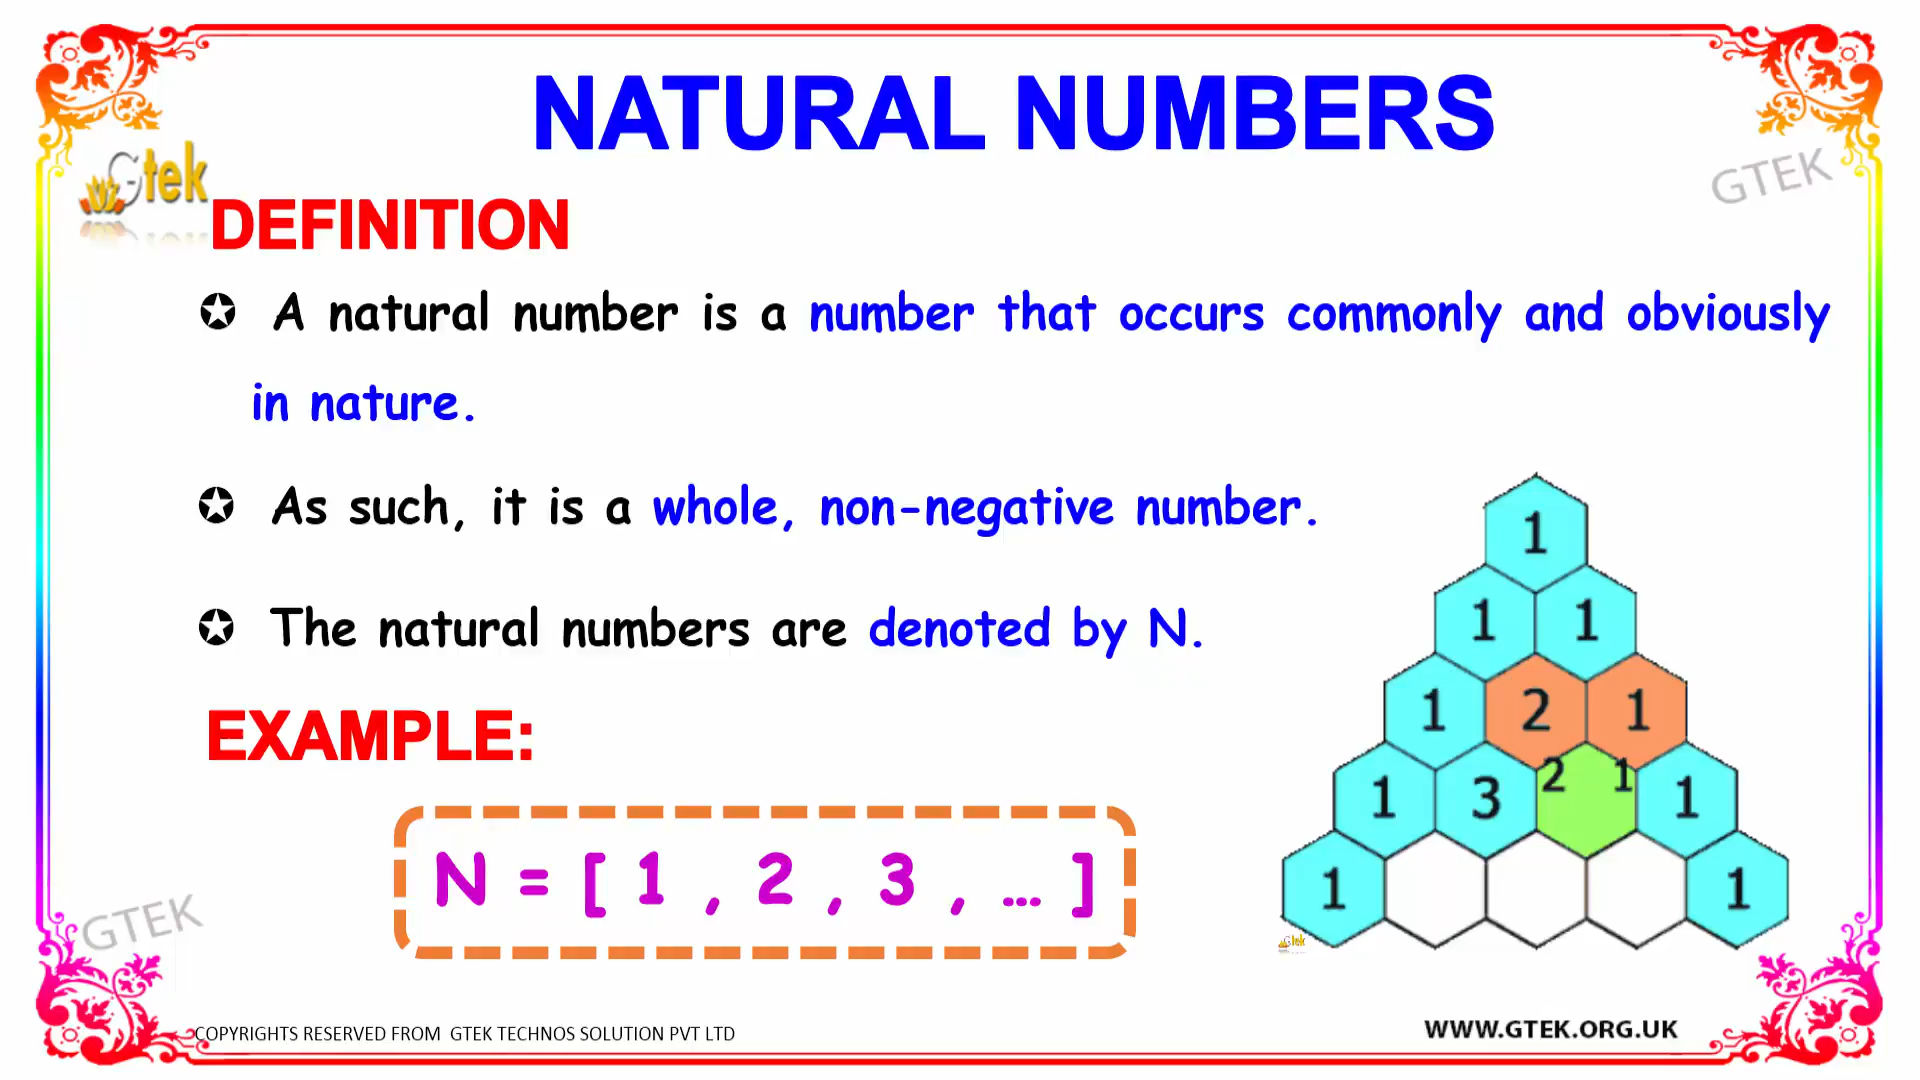 NATURAL NUMBERS
Gtek
GTEK
DEFINITION
✪ A natural number is a number that occurs commonly and obviously
in nature.
✪ As such, it is a whole, non-negative number.
✪ The natural numbers are denoted by N.
EXAMPLE:
N = [ 1 , 2 , 3 , ... ]
1
1 1
1 2 1
1 3 2 1 1
1 1
Gtek
GTEK
COPYRIGHTS RESERVED FROM GTEK TECHNOS SOLUTION PVT LTD
WWW.GTEK.ORG.UK